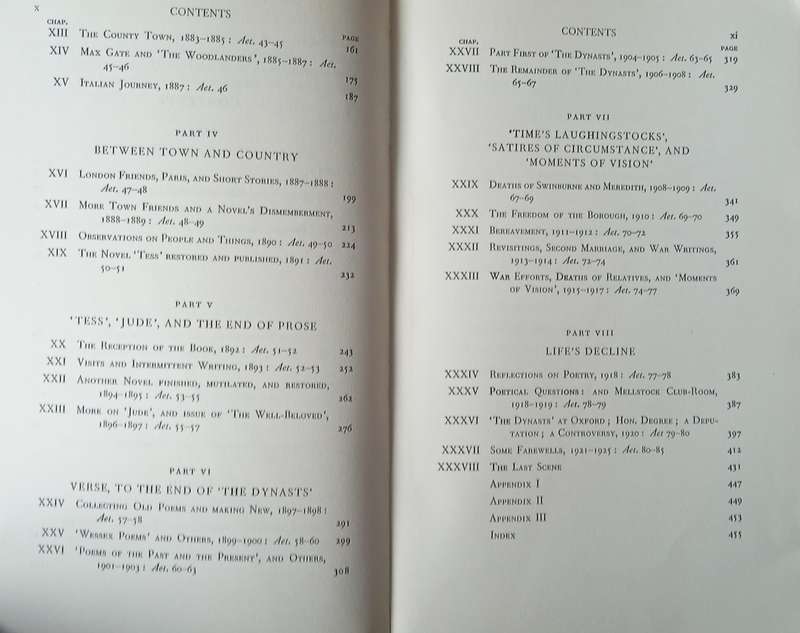 x
CONTENTS
CHAP.
PAGE
XIII The County Town, 1883–1885 : Aet. 43–45 161
XIV Max Gate and 'The Woodlanders', 1885–1887 : Aet.
45–46 175
XV Italian Journey, 1887 : Aet. 46 187
PART IV
BETWEEN TOWN AND COUNTRY
XVI London Friends, Paris, and Short Stories, 1887–1888 :
Aet. 47–48 199
XVII More Town Friends and a Novel's Dismemberment,
1888–1889 : Aet. 48–49 213
XVIII Observations on People and Things, 1890 : Aet. 49–50 224
XIX The Novel 'Tess' restored and published, 1891 : Aet.
50–51 232
PART V
'TESS', 'JUDE', AND THE END OF PROSE
XX The Reception of the Book, 1892 : Aet. 51–52 243
XXI Visits and Intermittent Writing, 1893 : Aet. 52–53 252
XXII Another Novel finished, mutilated, and restored,
1894–1895 : Aet. 53–55 262
XXIII More on 'Jude', and issue of 'The Well-Beloved',
1896–1897 : Aet. 55–57 276
PART VI
VERSE, TO THE END OF 'THE DYNASTS'
XXIV Collecting Old Poems and making New, 1897–1898 :
Aet. 57–58 291
XXV 'Wessex Poems' and Others, 1899–1900 : Aet. 58–60 299
XXVI 'Poems of the Past and the Present', and Others,
1901–1903 : Aet. 60–63 308
CONTENTS
xi
CHAP.
PAGE
XXVII Part First of 'The Dynasts', 1904–1905 : Aet. 63–65 319
XXVIII The Remainder of 'The Dynasts', 1906–1908 : Aet.
65–67 329
PART VII
'TIME'S LAUGHINGSTOCKS',
'SATIRES OF CIRCUMSTANCE', AND
'MOMENTS OF VISION'
XXIX Deaths of Swinburne and Meredith, 1908–1909 : Aet.
67–69 341
XXX The Freedom of the Borough, 1910 : Aet. 69–70 349
XXXI Bereavement, 1911–1912 : Aet. 70–72 355
XXXII Revisitings, Second Marriage, and War Writings,
1913–1914 : Aet. 72–74 361
XXXIII War Efforts, Deaths of Relatives, and 'Moments
of Vision', 1915–1917 : Aet. 74–77 369
PART VIII
LIFE'S DECLINE
XXXIV Reflections on Poetry, 1918 : Aet. 77–78 383
XXXV Poetical Questions : and Mellstock Club-Room,
1918–1919 : Aet. 78–79 387
XXXVI 'The Dynasts' at Oxford ; Hon. Degree ; a Depu-
tation ; a Controversy, 1920 : Aet 79–80 397
XXXVII Some Farewells, 1921–1925 : Aet. 80–85 412
XXXVIII The Last Scene 431
Appendix I 447
Appendix II 449
Appendix III 453
Index 455